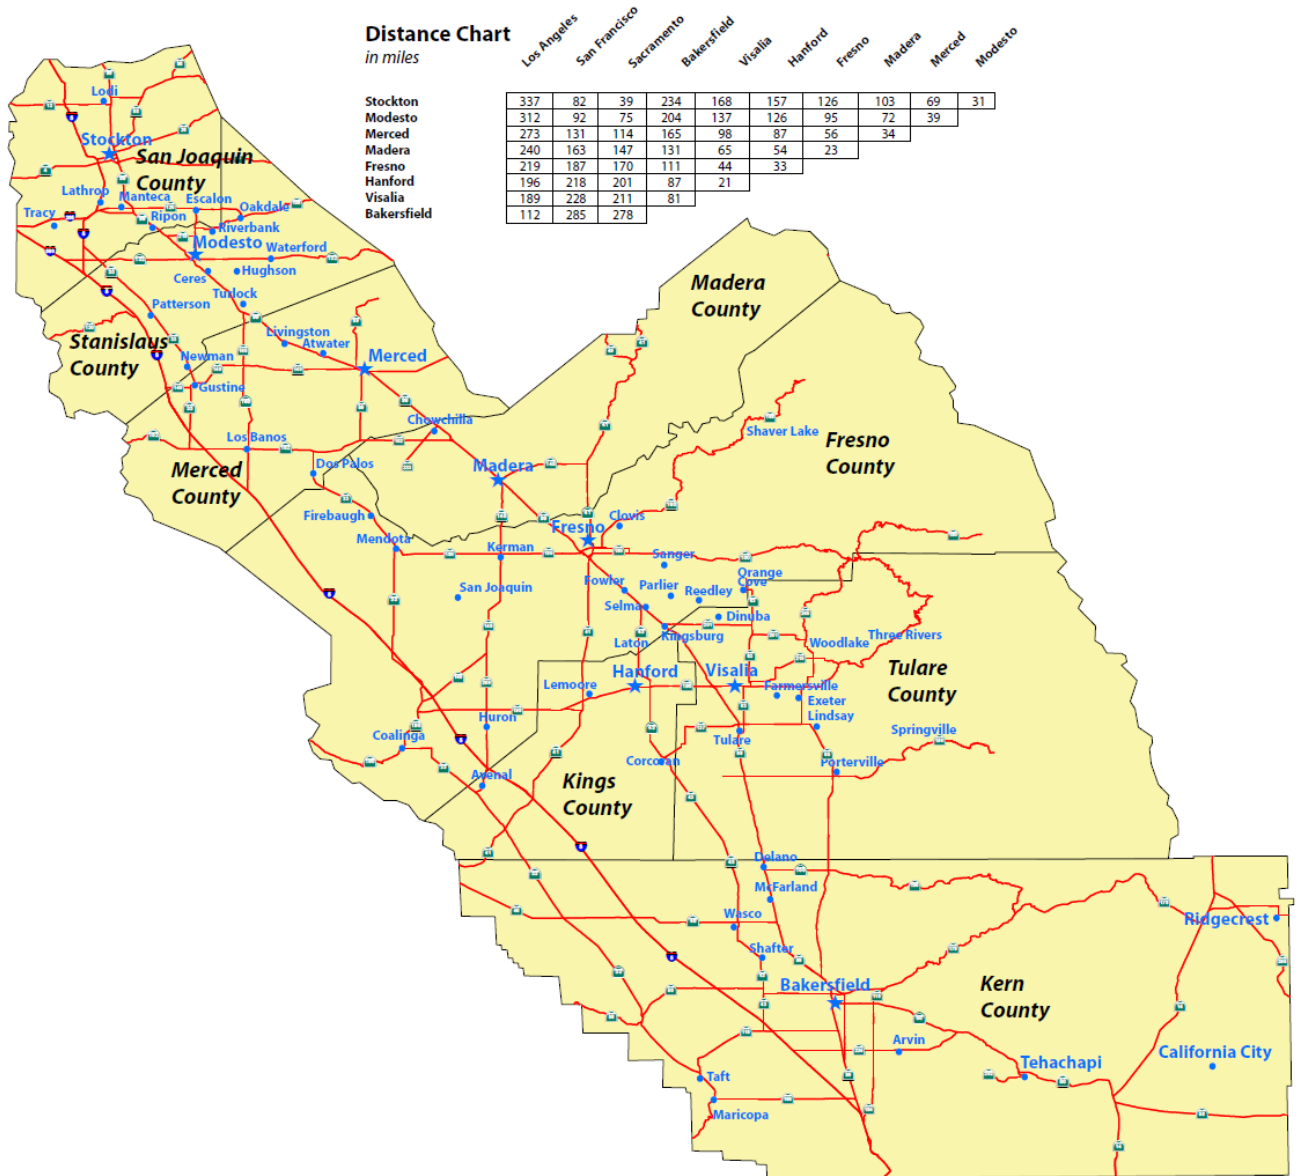 Distance Chart
in miles
Los Angeles
San Francisco
Sacramento
Bakersfield
Visalia
Hanford
Fresno
Madera
Merced
Modesto
Stockton 337 82 39 234 168 157 126 103 69 31
Modesto 312 92 75 204 137 126 95 72 39
Merced 273 131 114 165 98 87 56 34
Madera 240 163 147 131 65 54 23
Fresno 219 187 170 111 44 33
Hanford 196 218 201 87 21
Visalia 189 228 211 81
Bakersfield 112 285 278
Lodi
Stockton
San Joaquin
County
Lathrop
Manteca
Escalon
Oakdale
Tracy
Ripon
Riverbank
Modesto
Waterford
Ceres
Hughson
Turlock
Patterson
Stanislaus
County
Livingston
Atwater
Newman
Merced
Gustine
Madera
County
Chowchilla
Los Banos
Shaver Lake
Fresno
County
Merced
County
Dos Palos
Madera
Firebaugh
Clovis
Fresno
Mendota
Kerman
Sanger
Orange
Cove
San Joaquin
Fowler
Parlier
Reedley
Selma
Dinuba
Kingsburg
Laton
Woodlake
Three Rivers
Hanford
Visalia
Tulare
County
Lemoore
Farmersville
Exeter
Lindsay
Huron
Coalinga
Tulare
Springville
Corcoran
Porterville
Avenal
Kings
County
Delano
McFarland
Wasco
Ridgecrest
Shafter
Bakersfield
Kern
County
Arvin
Tehachapi
California City
Taft
Maricopa